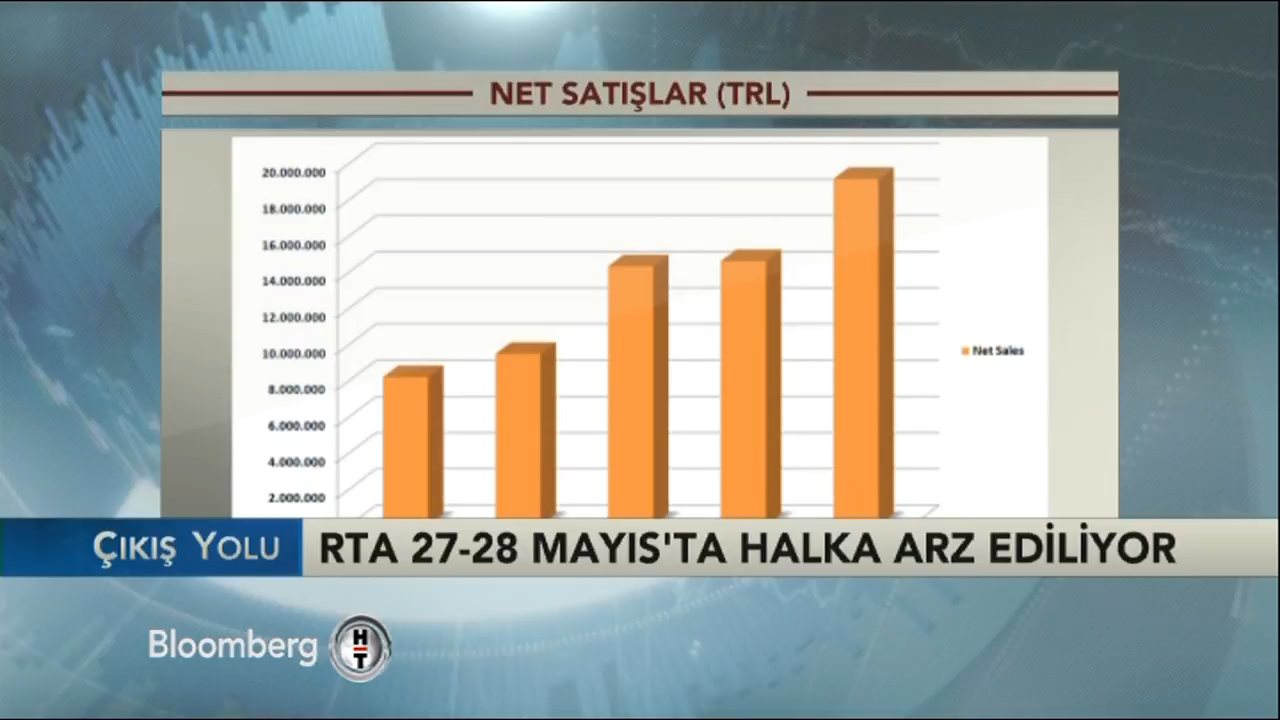 NET SATIŞLAR (TRL)
20.000.000
18.000.000
16.000.000
14.000.000
12.000.000
10.000.000
8.000.000
6.000.000
4.000.000
2.000.000
Net Sales
ÇIKIŞ YOLU
RTA 27-28 MAYIS'TA HALKA ARZ EDİLİYOR
Bloomberg HT